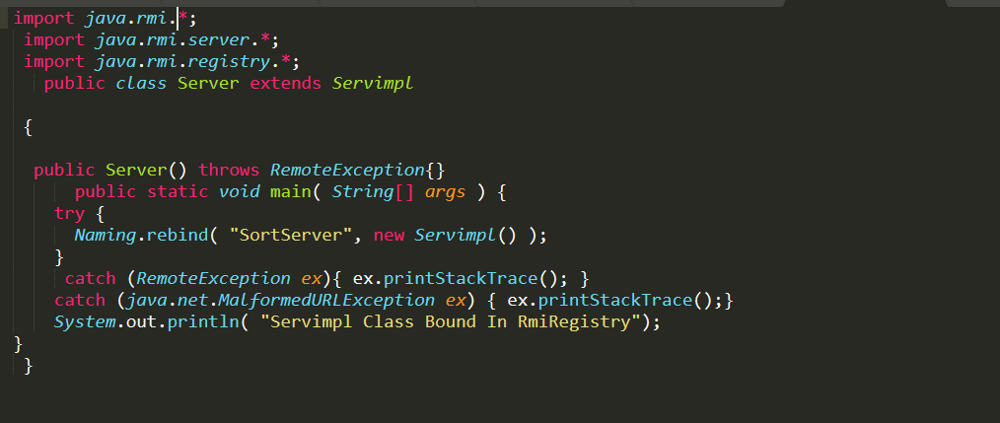 import java.rmi.*;
import java.rmi.server.*;
import java.rmi.registry.*;
public class Server extends Servimpl
{
public Server() throws RemoteException{}
public static void main( String[] args ) {
try {
Naming.rebind( "SortServer", new Servimpl() );
}
catch (RemoteException ex){ ex.printStackTrace(); }
catch (java.net.MalformedURLException ex) { ex.printStackTrace();}
System.out.println( "Servimpl Class Bound In RmiRegistry");
}
}